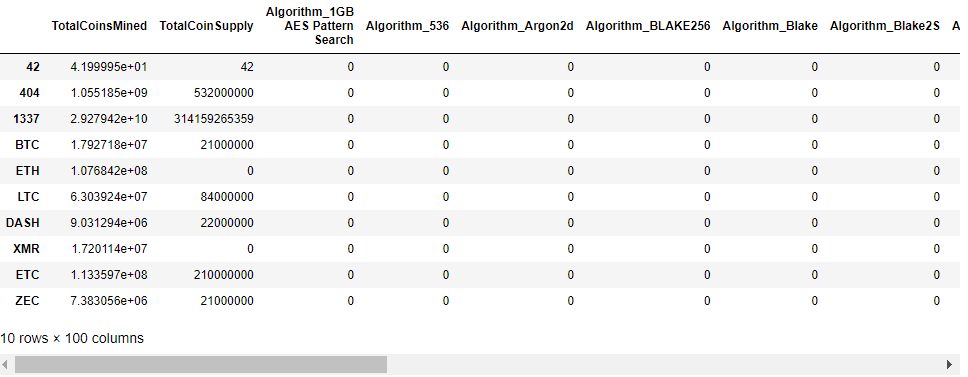 TotalCoinsMined TotalCoinSupply Algorithm_1GB AES Pattern Search Algorithm_536 Algorithm_Argon2d Algorithm_BLAKE256 Algorithm_Blake Algorithm_Blake2S A
42 4.199995e+01 42 0 0 0 0 0 0
404 1.055185e+09 532000000 0 0 0 0 0 0
1337 2.927942e+10 314159265359 0 0 0 0 0 0
BTC 1.792718e+07 21000000 0 0 0 0 0 0
ETH 1.076842e+08 0 0 0 0 0 0 0
LTC 6.303924e+07 84000000 0 0 0 0 0 0
DASH 9.031294e+06 22000000 0 0 0 0 0 0
XMR 1.720114e+07 0 0 0 0 0 0 0
ETC 1.133597e+08 210000000 0 0 0 0 0 0
ZEC 7.383056e+06 21000000 0 0 0 0 0 0
10 rows × 100 columns